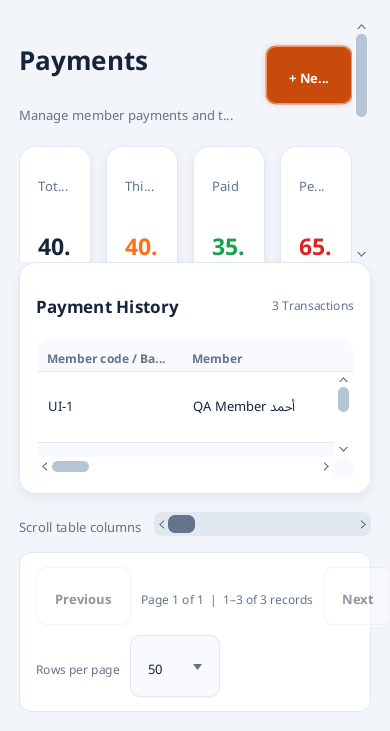 Payments
+ Ne...
Manage member payments and t...
Tot...
Thi...
Paid
Pe...
40.
40.
35.
65.
Payment History
3 Transactions
Member code / Ba...
Member
UI-1
QA Member أحمد
Scroll table columns
Previous
Page 1 of 1 | 1–3 of 3 records
Next
Rows per page
50